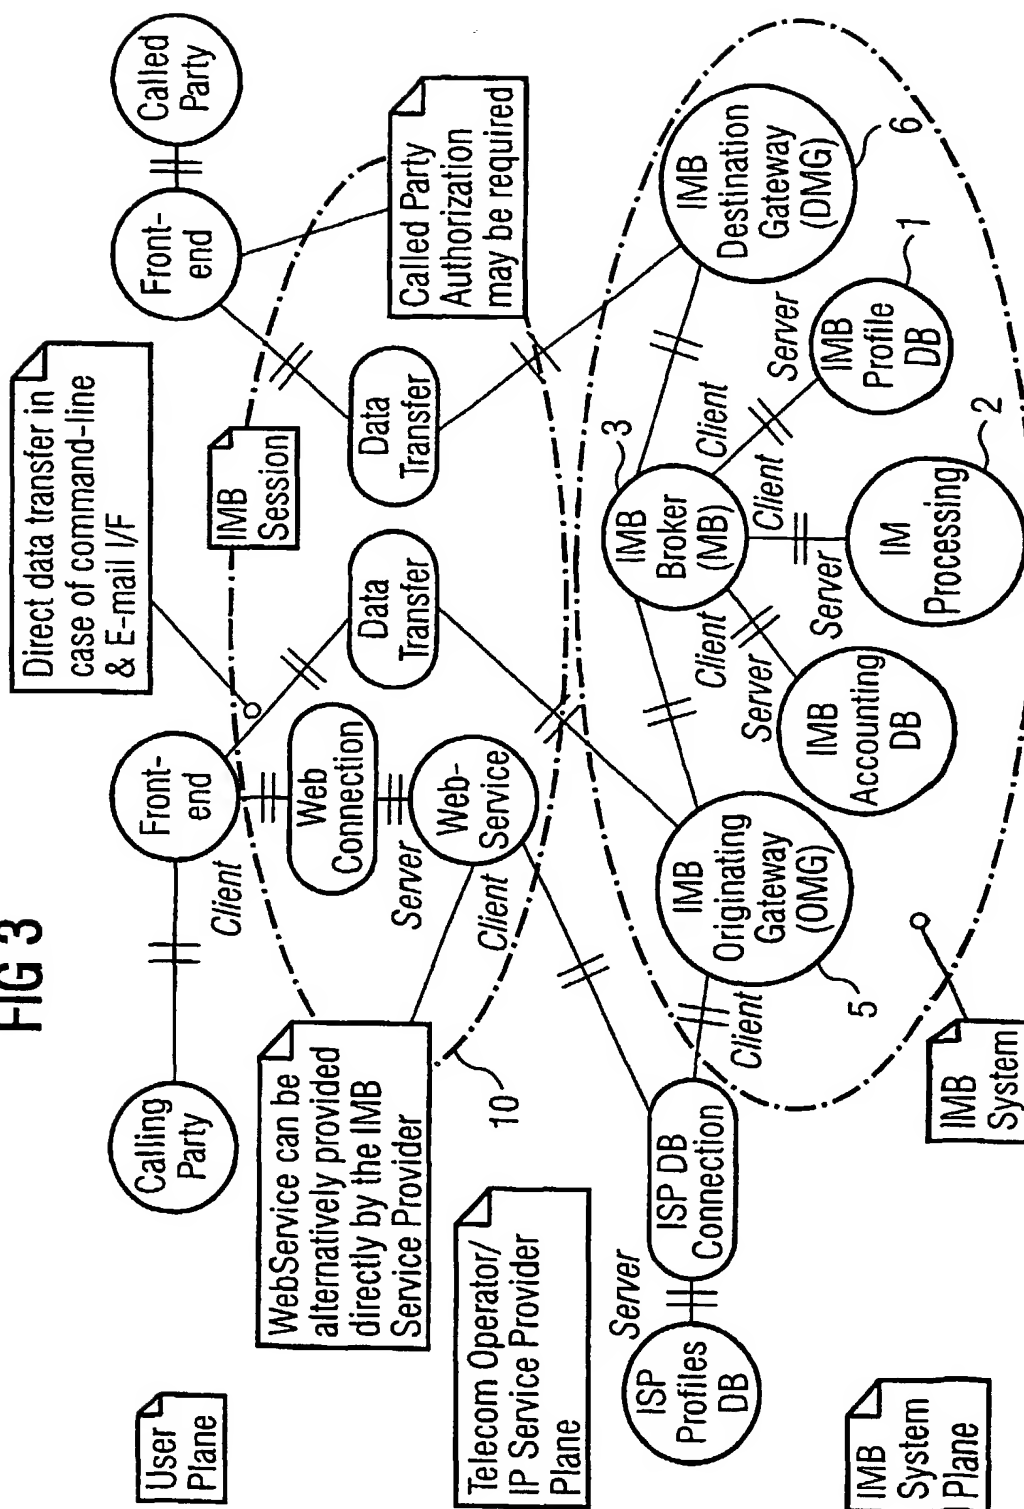 FIG 3
User
Plane
Calling
Party
Client
Front-
end
Direct data transfer in
case of command-line
& E-mail I/F
Front-
end
Called
Party
WebService can be
alternatively provided
directly by the IMB
Service Provider
Web
Connection
Server
Web-
Service
Client
IMB
Session
Data
Transfer
Data
Transfer
Called Party
Authorization
may be required
10
Telecom Operator/
IP Service Provider
Plane
Server
ISP
Profiles
DB
ISP DB
Connection
Client
IMB
Originating
Gateway
(OMG)
5
IMB
Broker
(MB)
3
Client
Server
IMB
Accounting
DB
Client
Server
IM
Processing
2
Client
Server
IMB
Profile
DB
1
IMB
Destination
Gateway
(DMG)
6
IMB
System
Plane
IMB
System